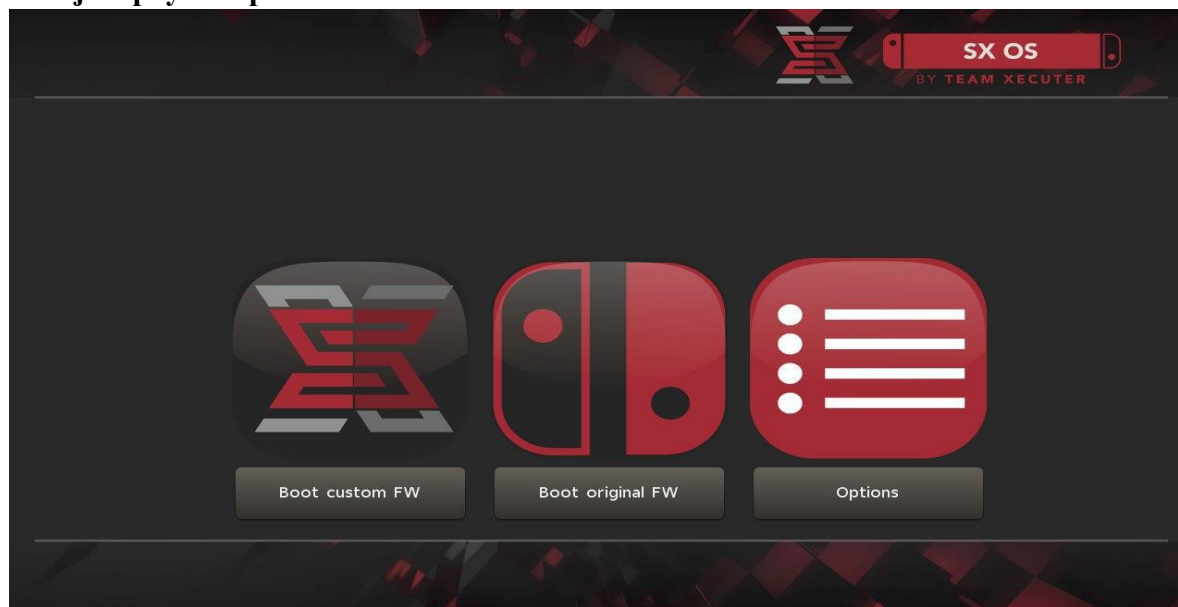 SX OS
BY TEAM XECUTER
Boot custom FW
Boot original FW
Options